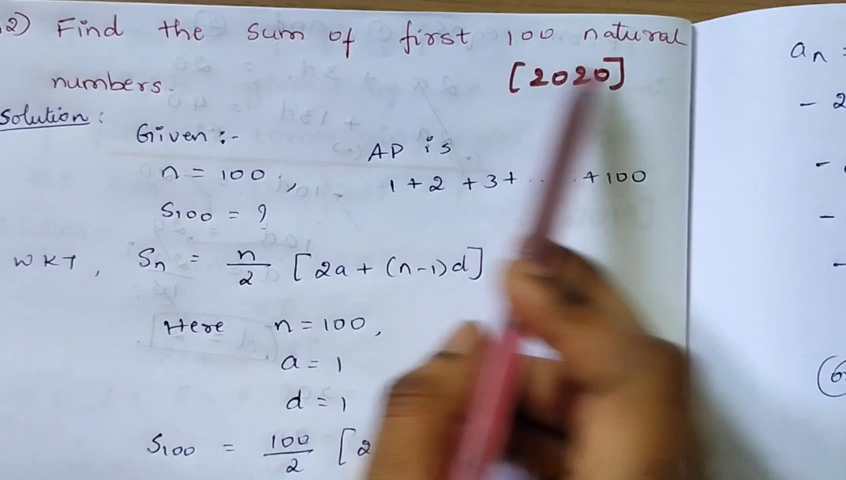 2) Find the sum of first 100 natural
numbers. [2020]
Solution:
Given :-
AP is
n = 100, 1 + 2 + 3 + . . . . + 100
S100 = ?
WKT, Sn = n/2 [2a + (n-1)d]
Here n = 100,
a = 1
d = 1
S100 = 100/2 [2
an =
- 2
-
-
-
(6